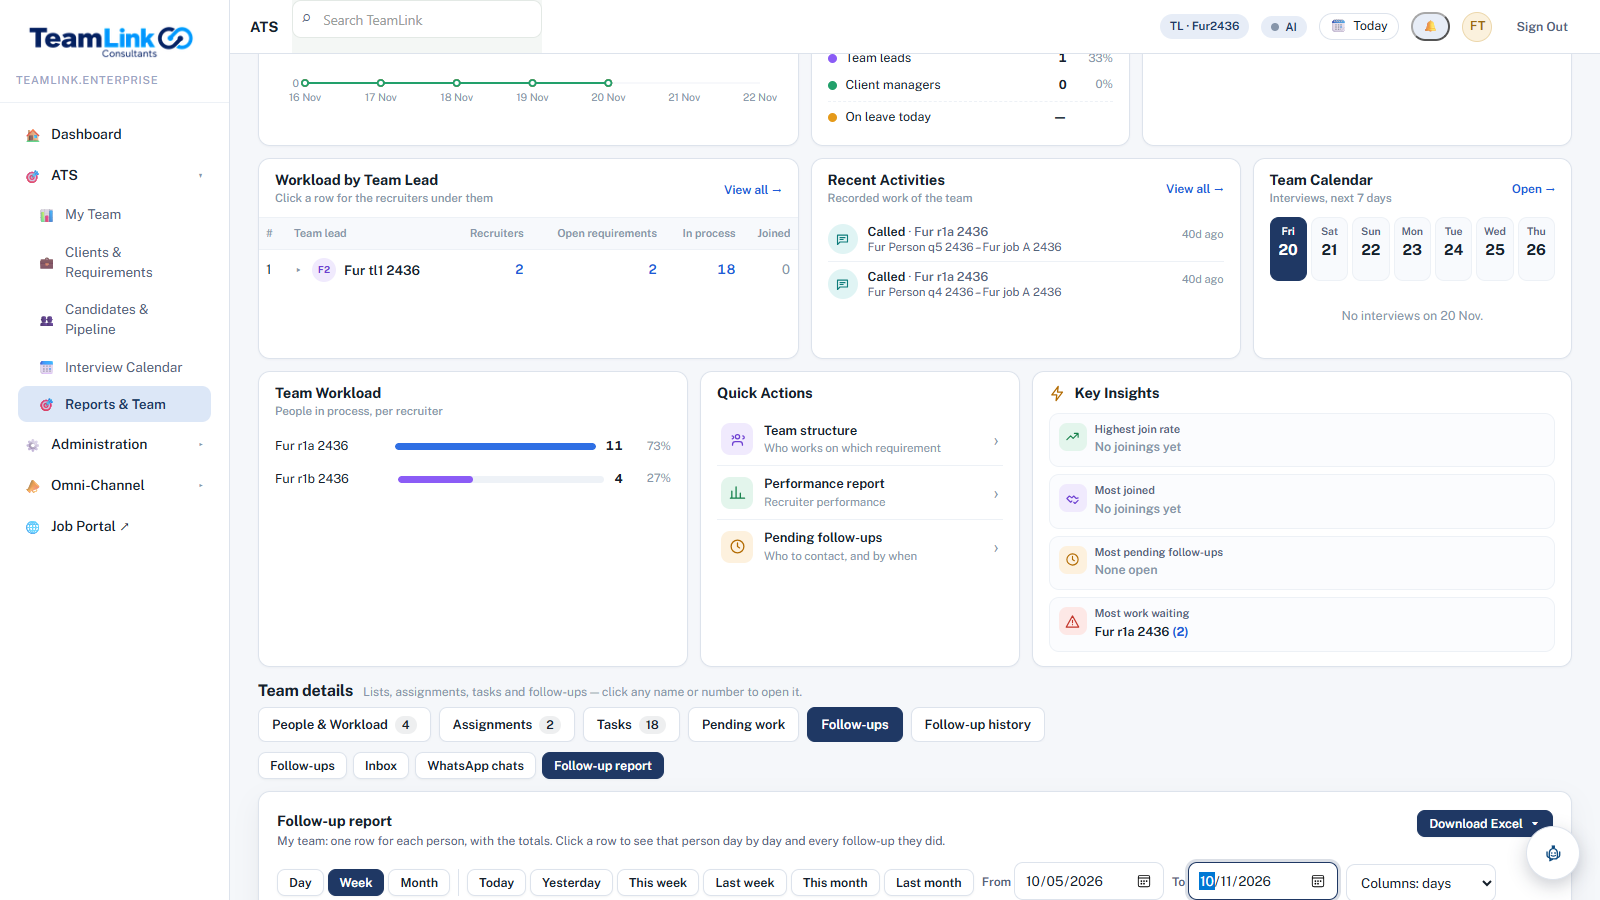 TeamLink
Consultants
TEAMLINK.ENTERPRISE
Dashboard
ATS
My Team
Clients &
Requirements
Candidates &
Pipeline
Interview Calendar
Reports & Team
Administration
Omni-Channel
Job Portal ↗
ATS
Search TeamLink
TL · Fur2436
AI
Today
FT
Sign Out
0
16 Nov 17 Nov 18 Nov 19 Nov 20 Nov 21 Nov 22 Nov
Team leads 1 33%
Client managers 0 0%
On leave today —
Workload by Team Lead
Click a row for the recruiters under them
View all →
# Team lead Recruiters Open requirements In process Joined
1 F2 Fur tl1 2436 2 2 18 0
Recent Activities
Recorded work of the team
View all →
Called · Fur r1a 2436
Fur Person q5 2436 – Fur job A 2436
40d ago
Called · Fur r1a 2436
Fur Person q4 2436 – Fur job A 2436
40d ago
Team Calendar
Interviews, next 7 days
Open →
Fri Sat Sun Mon Tue Wed Thu
20 21 22 23 24 25 26
No interviews on 20 Nov.
Team Workload
People in process, per recruiter
Fur r1a 2436 11 73%
Fur r1b 2436 4 27%
Quick Actions
Team structure
Who works on which requirement
Performance report
Recruiter performance
Pending follow-ups
Who to contact, and by when
Key Insights
Highest join rate
No joinings yet
Most joined
No joinings yet
Most pending follow-ups
None open
Most work waiting
Fur r1a 2436 (2)
Team details Lists, assignments, tasks and follow-ups — click any name or number to open it.
People & Workload 4 Assignments 2 Tasks 18 Pending work Follow-ups Follow-up history
Follow-ups Inbox WhatsApp chats Follow-up report
Follow-up report
My team: one row for each person, with the totals. Click a row to see that person day by day and every follow-up they did.
Download Excel
Day Week Month Today Yesterday This week Last week This month Last month From 10/05/2026 To 10/11/2026 Columns: days